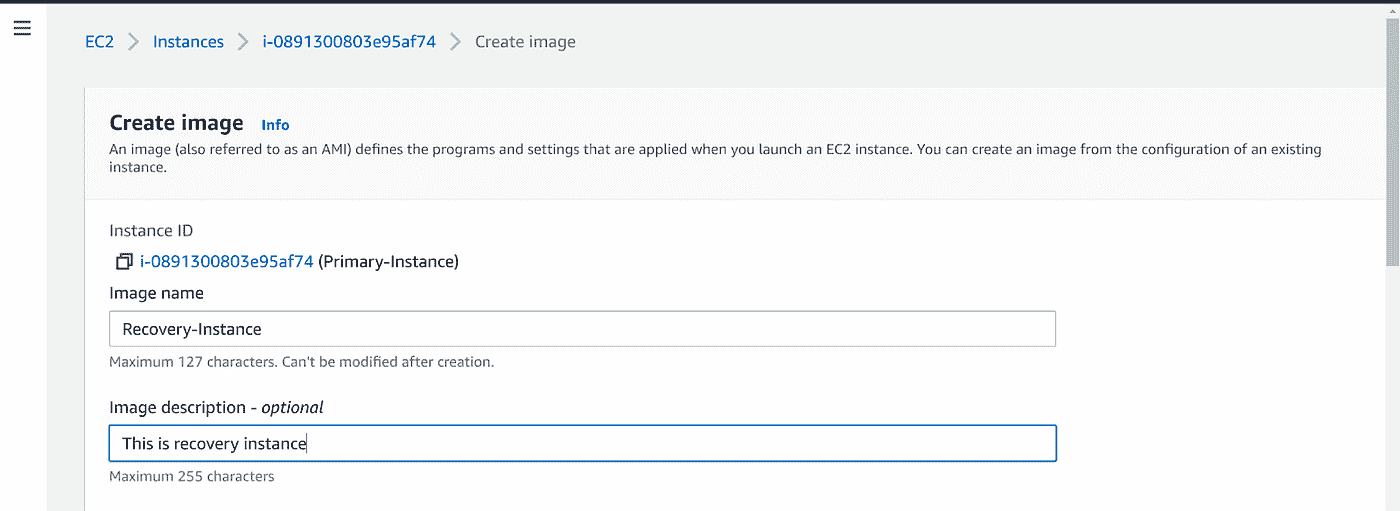 EC2 > Instances > i-0891300803e95af74 > Create image
Create image Info
An image (also referred to as an AMI) defines the programs and settings that are applied when you launch an EC2 instance. You can create an image from the configuration of an existing
instance.
Instance ID
i-0891300803e95af74 (Primary-Instance)
Image name
Recovery-Instance
Maximum 127 characters. Can't be modified after creation.
Image description - optional
This is recovery instance
Maximum 255 characters